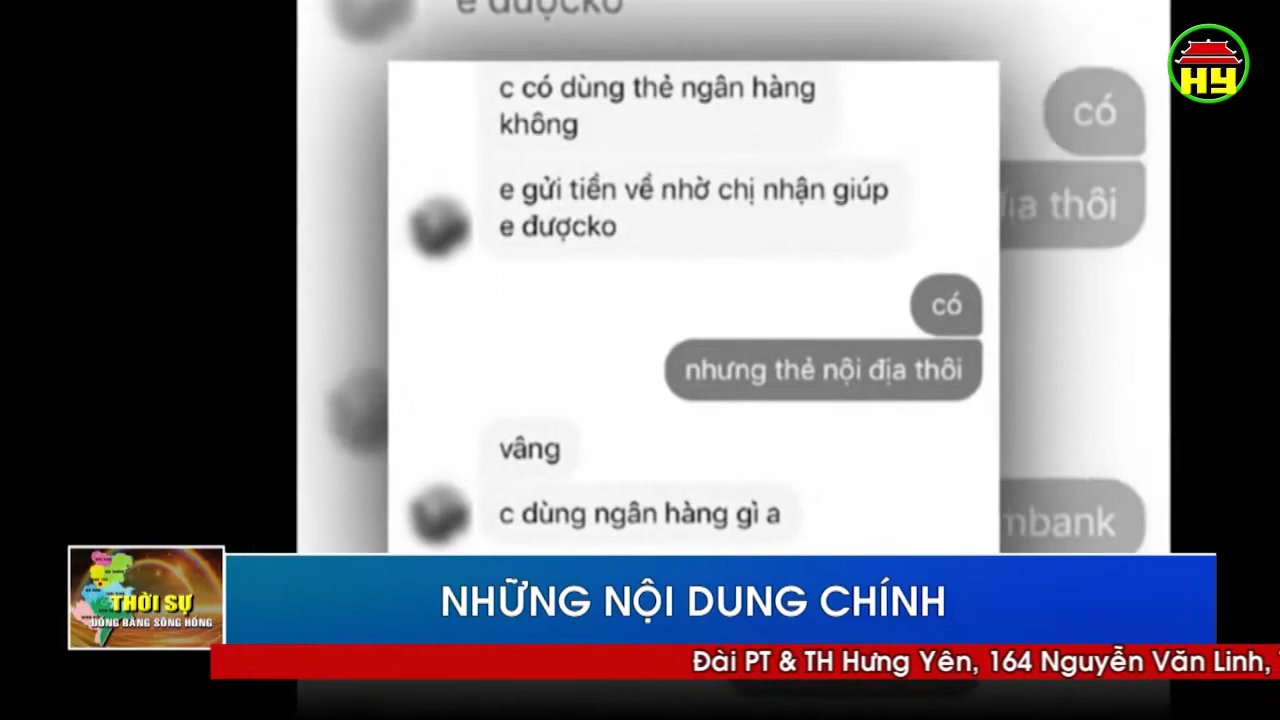 e đượcko
HY
c có dùng thẻ ngân hàng
không
có
e gửi tiền về nhờ chị nhận giúp
e đượcko
địa thôi
có
nhưng thẻ nội địa thôi
vâng
c dùng ngân hàng gì a
mbank
THỜI SỰ
ĐỒNG BẰNG SÔNG HỒNG
NHỮNG NỘI DUNG CHÍNH
Đài PT & TH Hưng Yên, 164 Nguyễn Văn Linh,